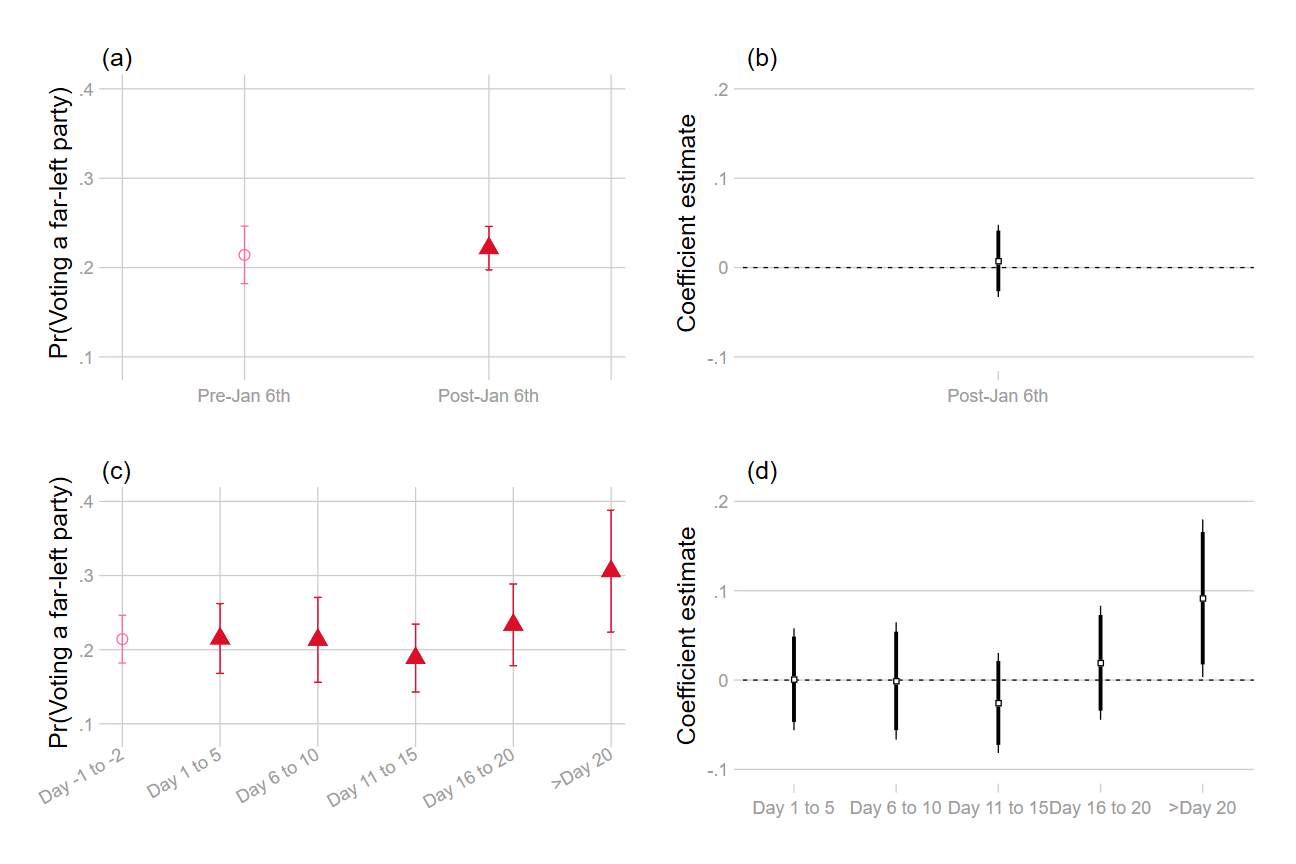 (a)
Pr(Voting a far-left party)
.4
.3
.2
.1
Pre-Jan 6th
Post-Jan 6th
(b)
Coefficient estimate
.2
.1
0
-.1
Post-Jan 6th
(c)
Pr(Voting a far-left party)
.4
.3
.2
.1
Day -1 to -2
Day 1 to 5
Day 6 to 10
Day 11 to 15
Day 16 to 20
>Day 20
(d)
Coefficient estimate
.2
.1
0
-.1
Day 1 to 5
Day 6 to 10
Day 11 to 15
Day 16 to 20
>Day 20